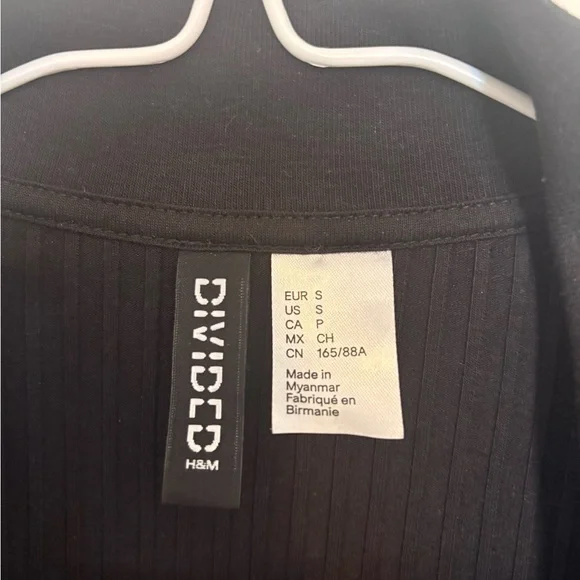 DIVIDED
H&M
EUR S
US S
CA P
MX CH
CN 165/88A
Made in
Myanmar
Fabriqué en
Birmanie